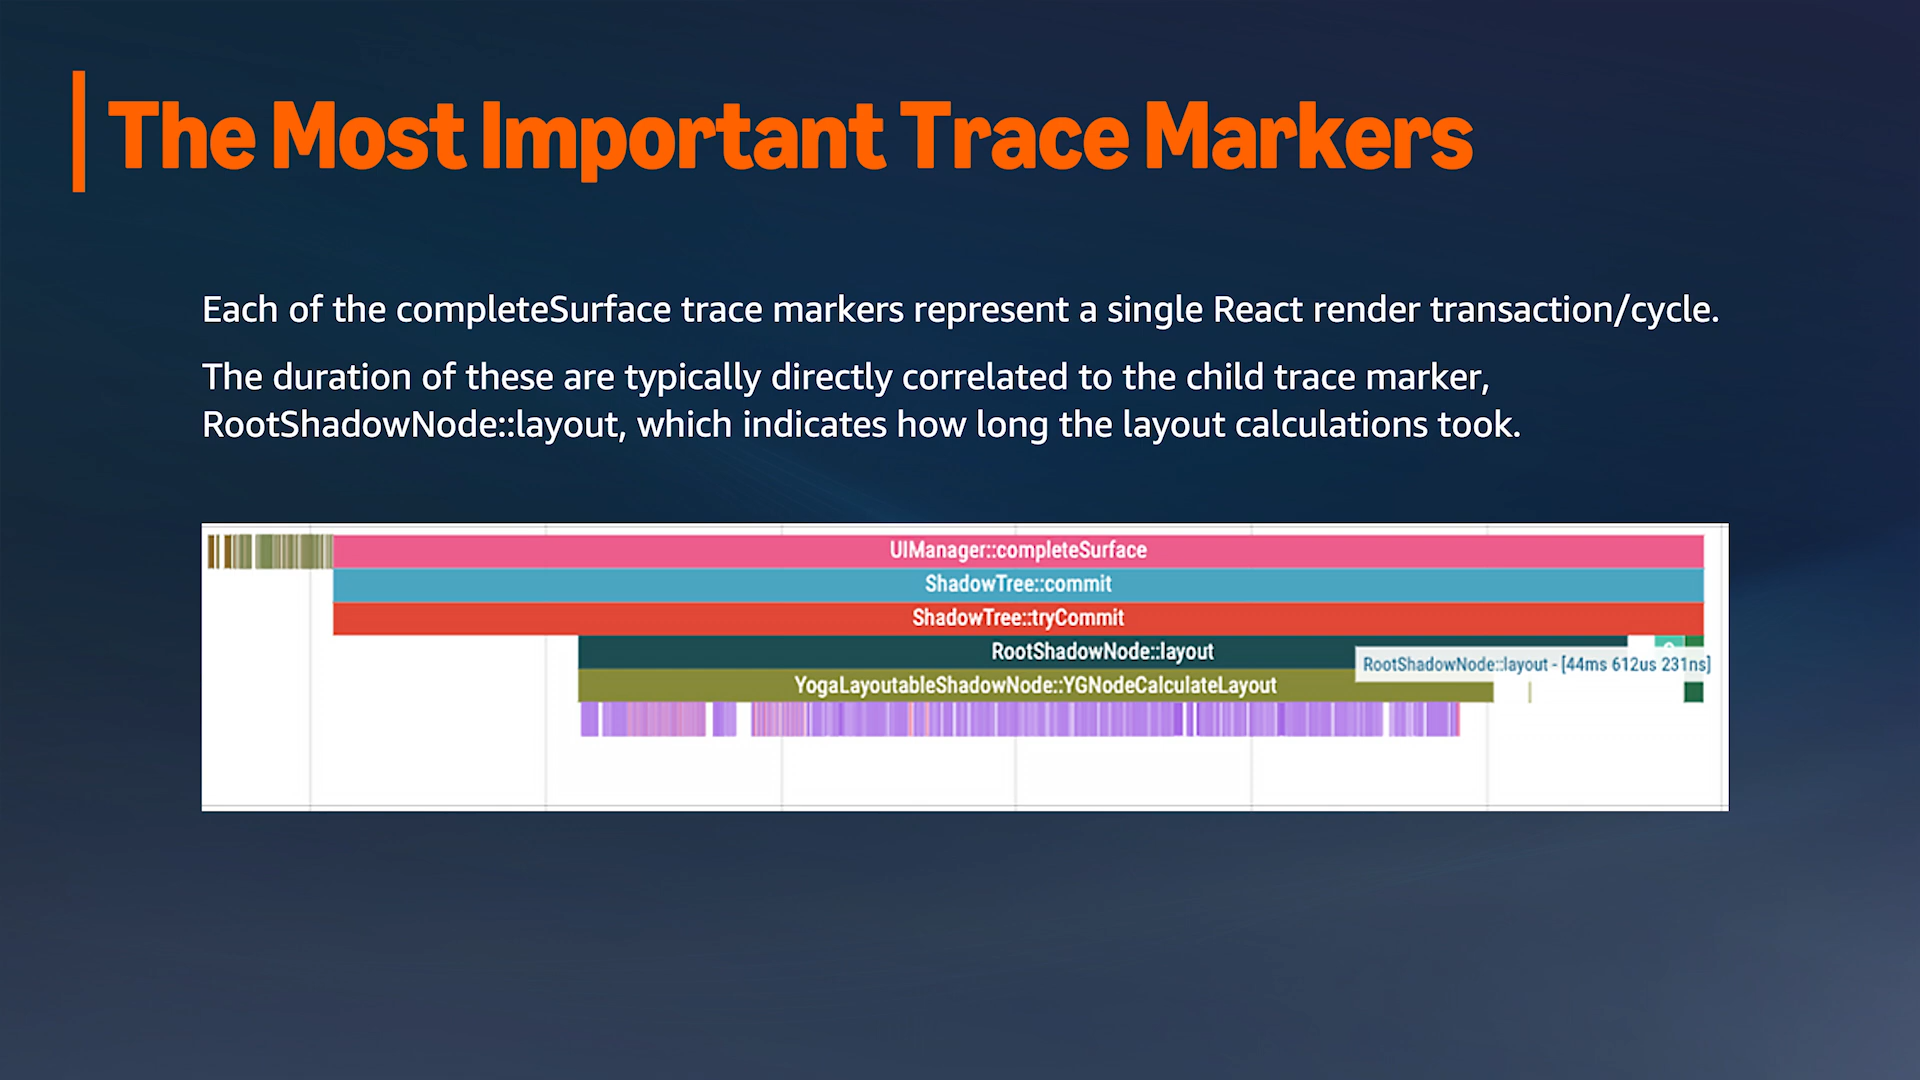 The Most Important Trace Markers
Each of the completeSurface trace markers represent a single React render transaction/cycle.
The duration of these are typically directly correlated to the child trace marker,
RootShadowNode::layout, which indicates how long the layout calculations took.
UIManager::completeSurface
ShadowTree::commit
ShadowTree::tryCommit
RootShadowNode::layout
RootShadowNode::layout - [44ms 612us 231ns]
YogaLayoutableShadowNode::YGNodeCalculateLayout